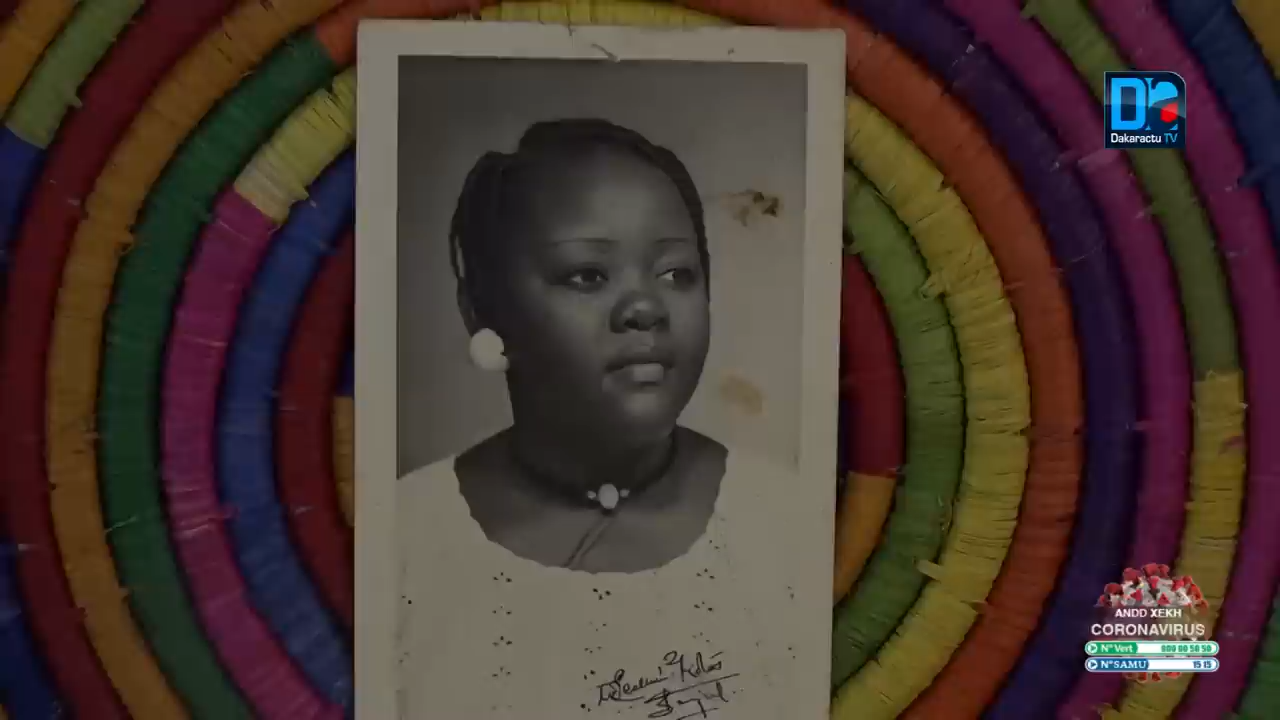 Dakaractu TV
ANDD XEKH
CORONAVIRUS
N° Vert 800 00 50 50
N° SAMU 15 15